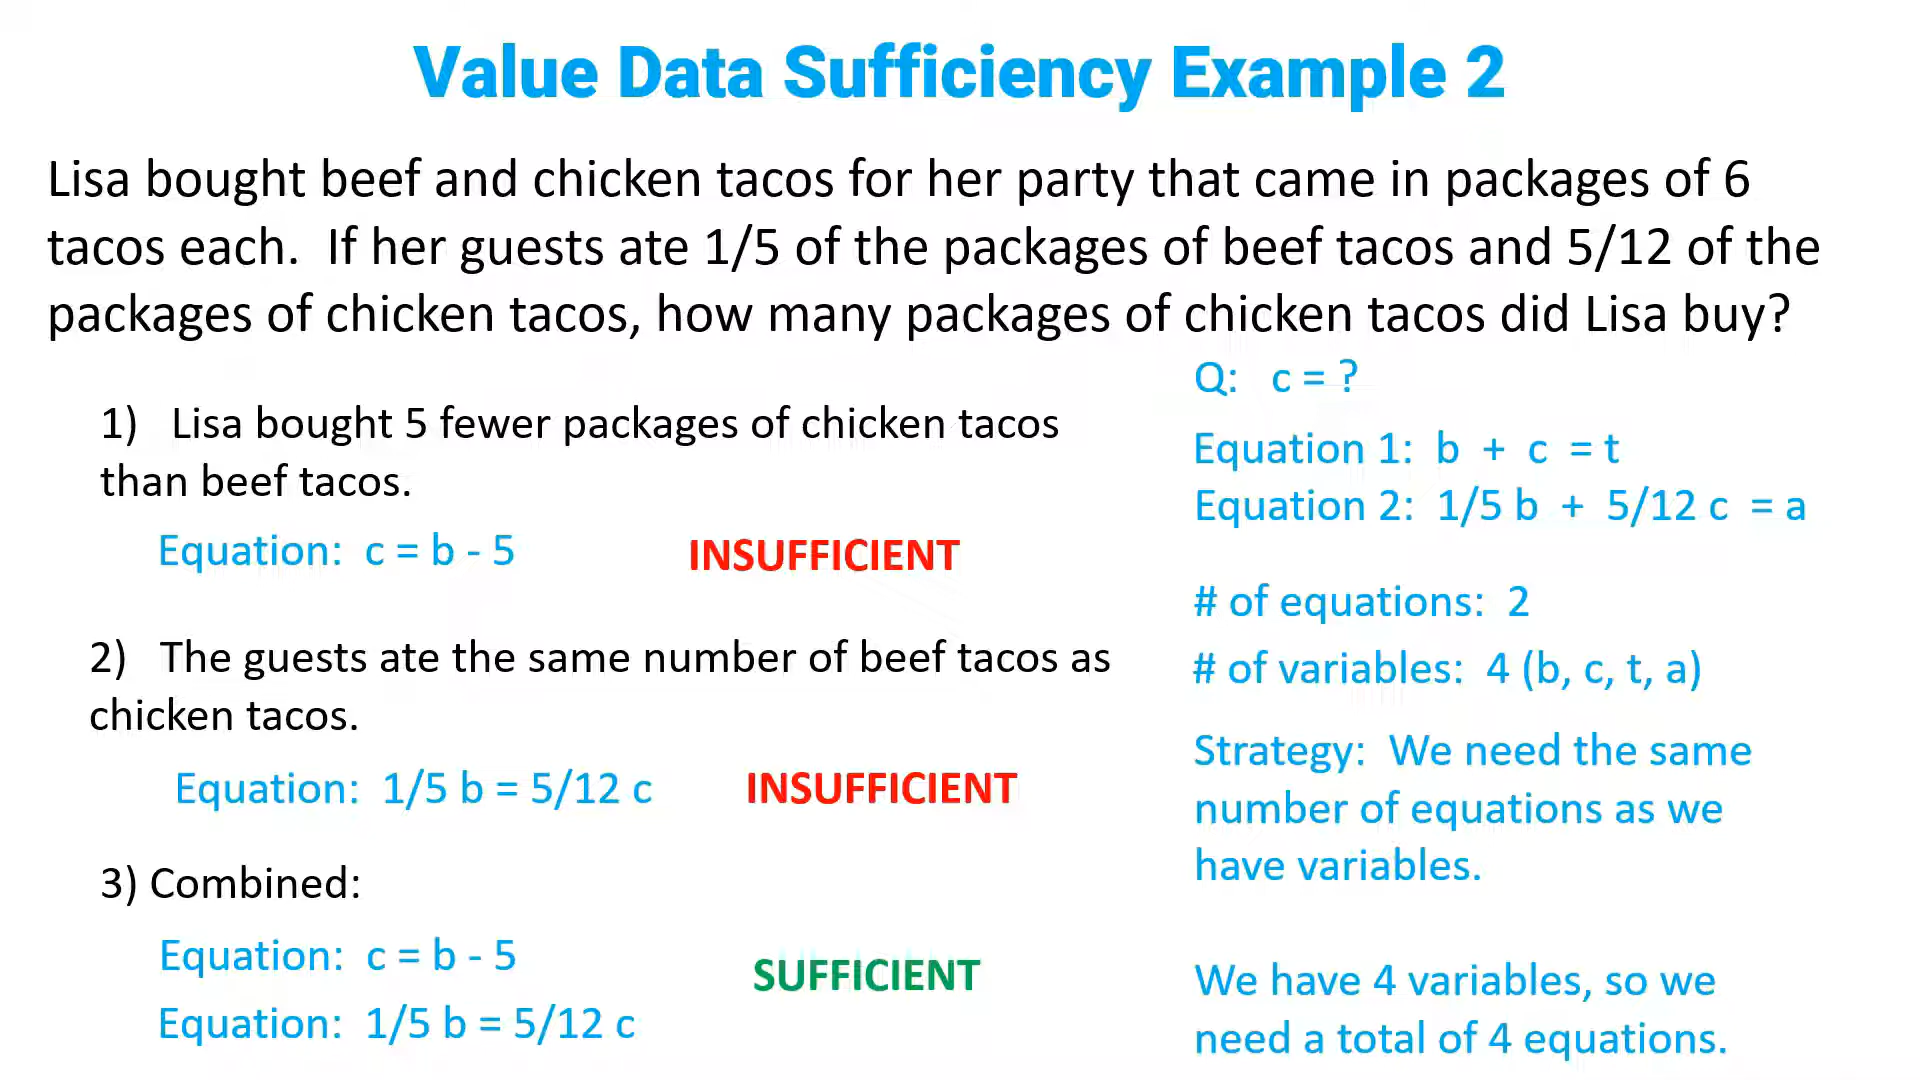 Value Data Sufficiency Example 2
Lisa bought beef and chicken tacos for her party that came in packages of 6
tacos each.  If her guests ate 1/5 of the packages of beef tacos and 5/12 of the
packages of chicken tacos, how many packages of chicken tacos did Lisa buy?
1)   Lisa bought 5 fewer packages of chicken tacos
than beef tacos.
Equation:  c = b - 5
INSUFFICIENT
2)   The guests ate the same number of beef tacos as
chicken tacos.
Equation:  1/5 b = 5/12 c
INSUFFICIENT
3) Combined:
Equation:  c = b - 5
Equation:  1/5 b = 5/12 c
SUFFICIENT
Q:   c = ?
Equation 1:  b  +  c  = t
Equation 2:  1/5 b  +  5/12 c  = a
# of equations:  2
# of variables:  4 (b, c, t, a)
Strategy:  We need the same
number of equations as we
have variables.
We have 4 variables, so we
need a total of 4 equations.